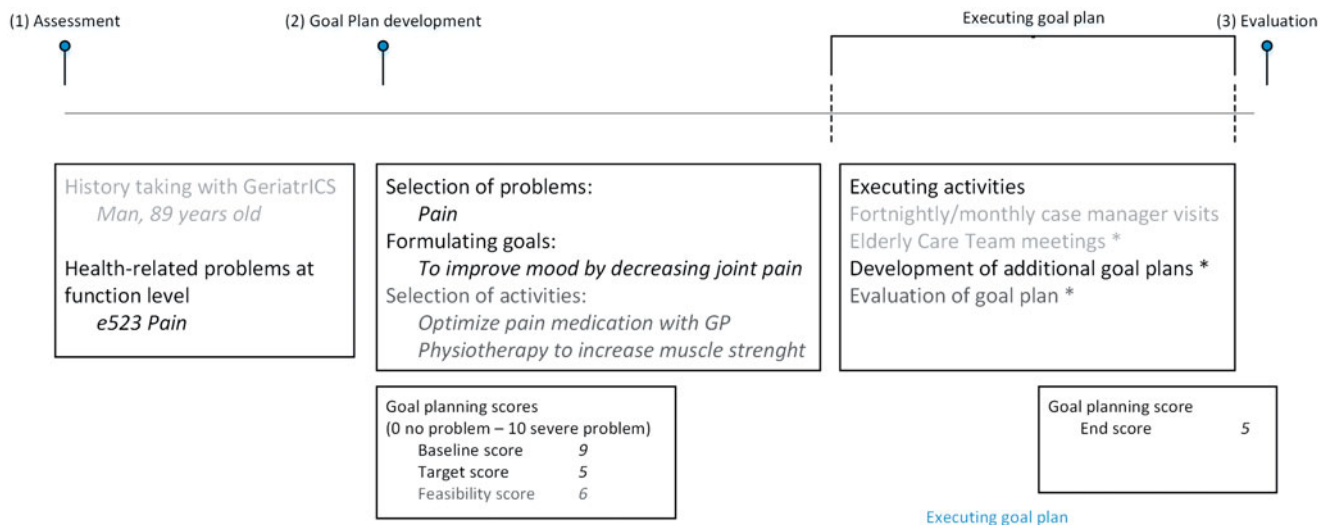 Executing goal plan
(1) Assessment
(2) Goal Plan development
(3) Evaluation
History taking with GeriatrICS
Man, 89 years old
Health-related problems at
function level
e523 Pain
Selection of problems:
Pain
Formulating goals:
To improve mood by decreasing joint pain
Selection of activities:
Optimize pain medication with GP
Physiotherapy to increase muscle strenght
Executing activities
Fortnightly/monthly case manager visits
Elderly Care Team meetings *
Development of additional goal plans *
Evaluation of goal plan *
Goal planning scores
(0 no problem – 10 severe problem)
Baseline score 9
Target score 5
Feasibility score 6
Goal planning score
End score 5
Executing goal plan